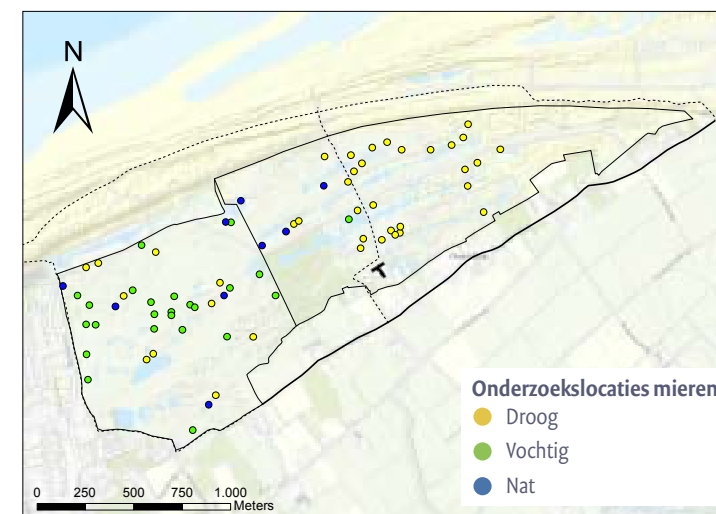 N
Onderzoekslocaties mieren
Droog
Vochtig
Nat
0 250 500 750 1.000
Meters